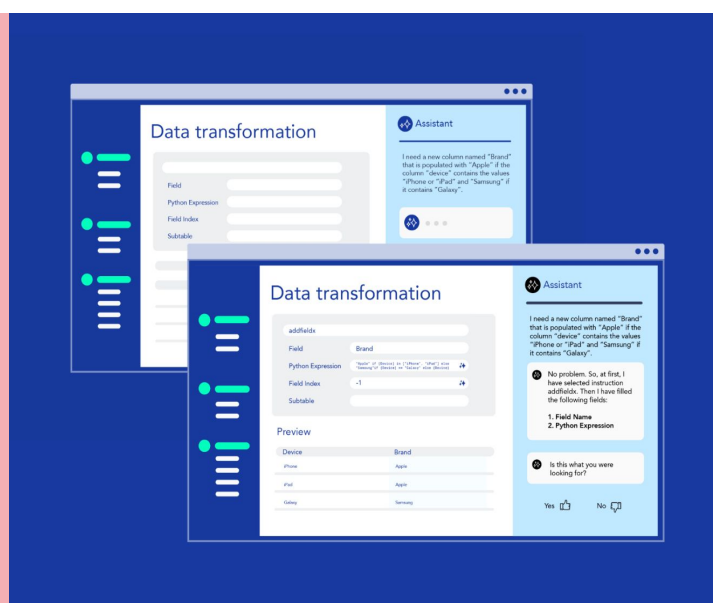 Data transformation
Field
Python Expression
Field Index
Subtable
Assistant
I need a new column named "Brand"
that is populated with "Apple" if the
column "device" contains the values
"iPhone or "iPad" and "Samsung" if
it contains "Galaxy".
Data transformation
addfieldx
Field
Brand
Python Expression
Field Index
-1
Subtable
Preview
Device
Brand
iPhone
Apple
iPad
Apple
Galaxy
Samsung
Assistant
I need a new column named "Brand"
that is populated with "Apple" if the
column "device" contains the values
"iPhone or "iPad" and "Samsung" if
it contains "Galaxy".
No problem. So, at first, I
have selected instruction
addfieldx. Then I have filled
the following fields:
1. Field Name
2. Python Expression
Is this what you were
looking for?
Yes
No